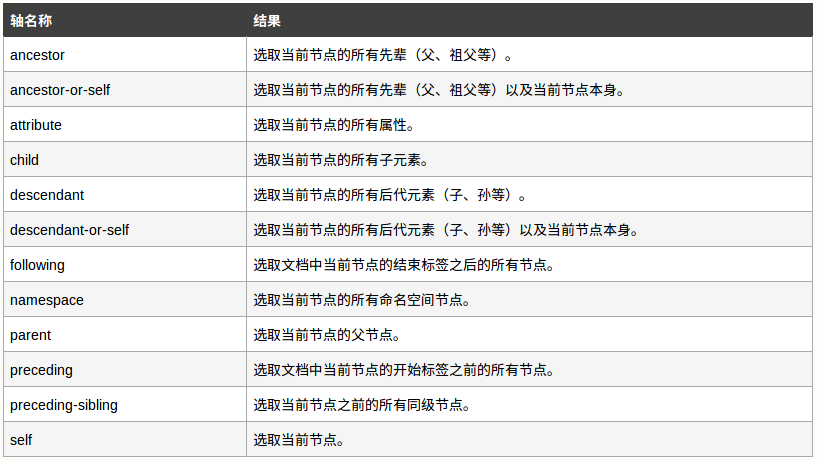 轴名称 结果
ancestor 选取当前节点的所有先辈（父、祖父等）。
ancestor-or-self 选取当前节点的所有先辈（父、祖父等）以及当前节点本身。
attribute 选取当前节点的所有属性。
child 选取当前节点的所有子元素。
descendant 选取当前节点的所有后代元素（子、孙等）。
descendant-or-self 选取当前节点的所有后代元素（子、孙等）以及当前节点本身。
following 选取文档中当前节点的结束标签之后的所有节点。
namespace 选取当前节点的所有命名空间节点。
parent 选取当前节点的父节点。
preceding 选取文档中当前节点的开始标签之前的所有节点。
preceding-sibling 选取当前节点之前的所有同级节点。
self 选取当前节点。